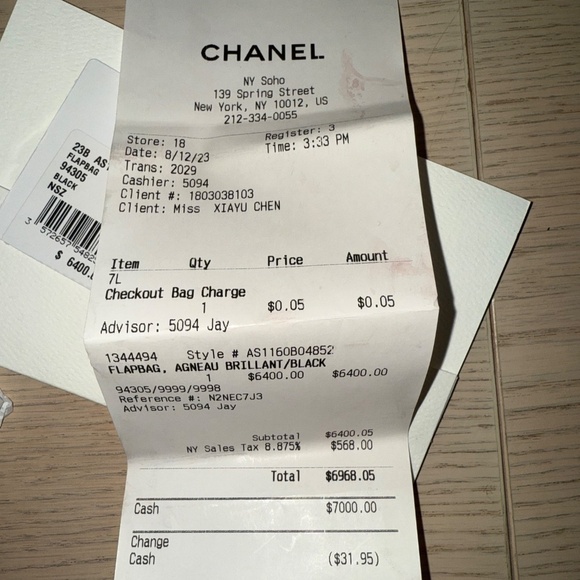 CHANEL
NY Soho
139 Spring Street
New York, NY 10012, US
212-334-0055
Store: 18 Register: 3
Date: 8/12/23 Time: 3:33 PM
Trans: 2029
Cashier: 5094
Client #: 1803038103
Client: Miss XIAYU CHEN
Item Qty Price Amount
7L
Checkout Bag Charge
1 $0.05 $0.05
Advisor: 5094 Jay
1344494 Style # AS1160B04852
FLAPBAG, AGNEAU BRILLANT/BLACK
1 $6400.00 $6400.00
94305/9999/9998
Reference #: N2NEC7J3
Advisor: 5094 Jay
Subtotal $6400.05
NY Sales Tax 8.875% $568.00
Total $6968.05
Cash $7000.00
Change
Cash ($31.95)
23B
FLAPBAG
94305
BLACK
NSZ
$ 6400.